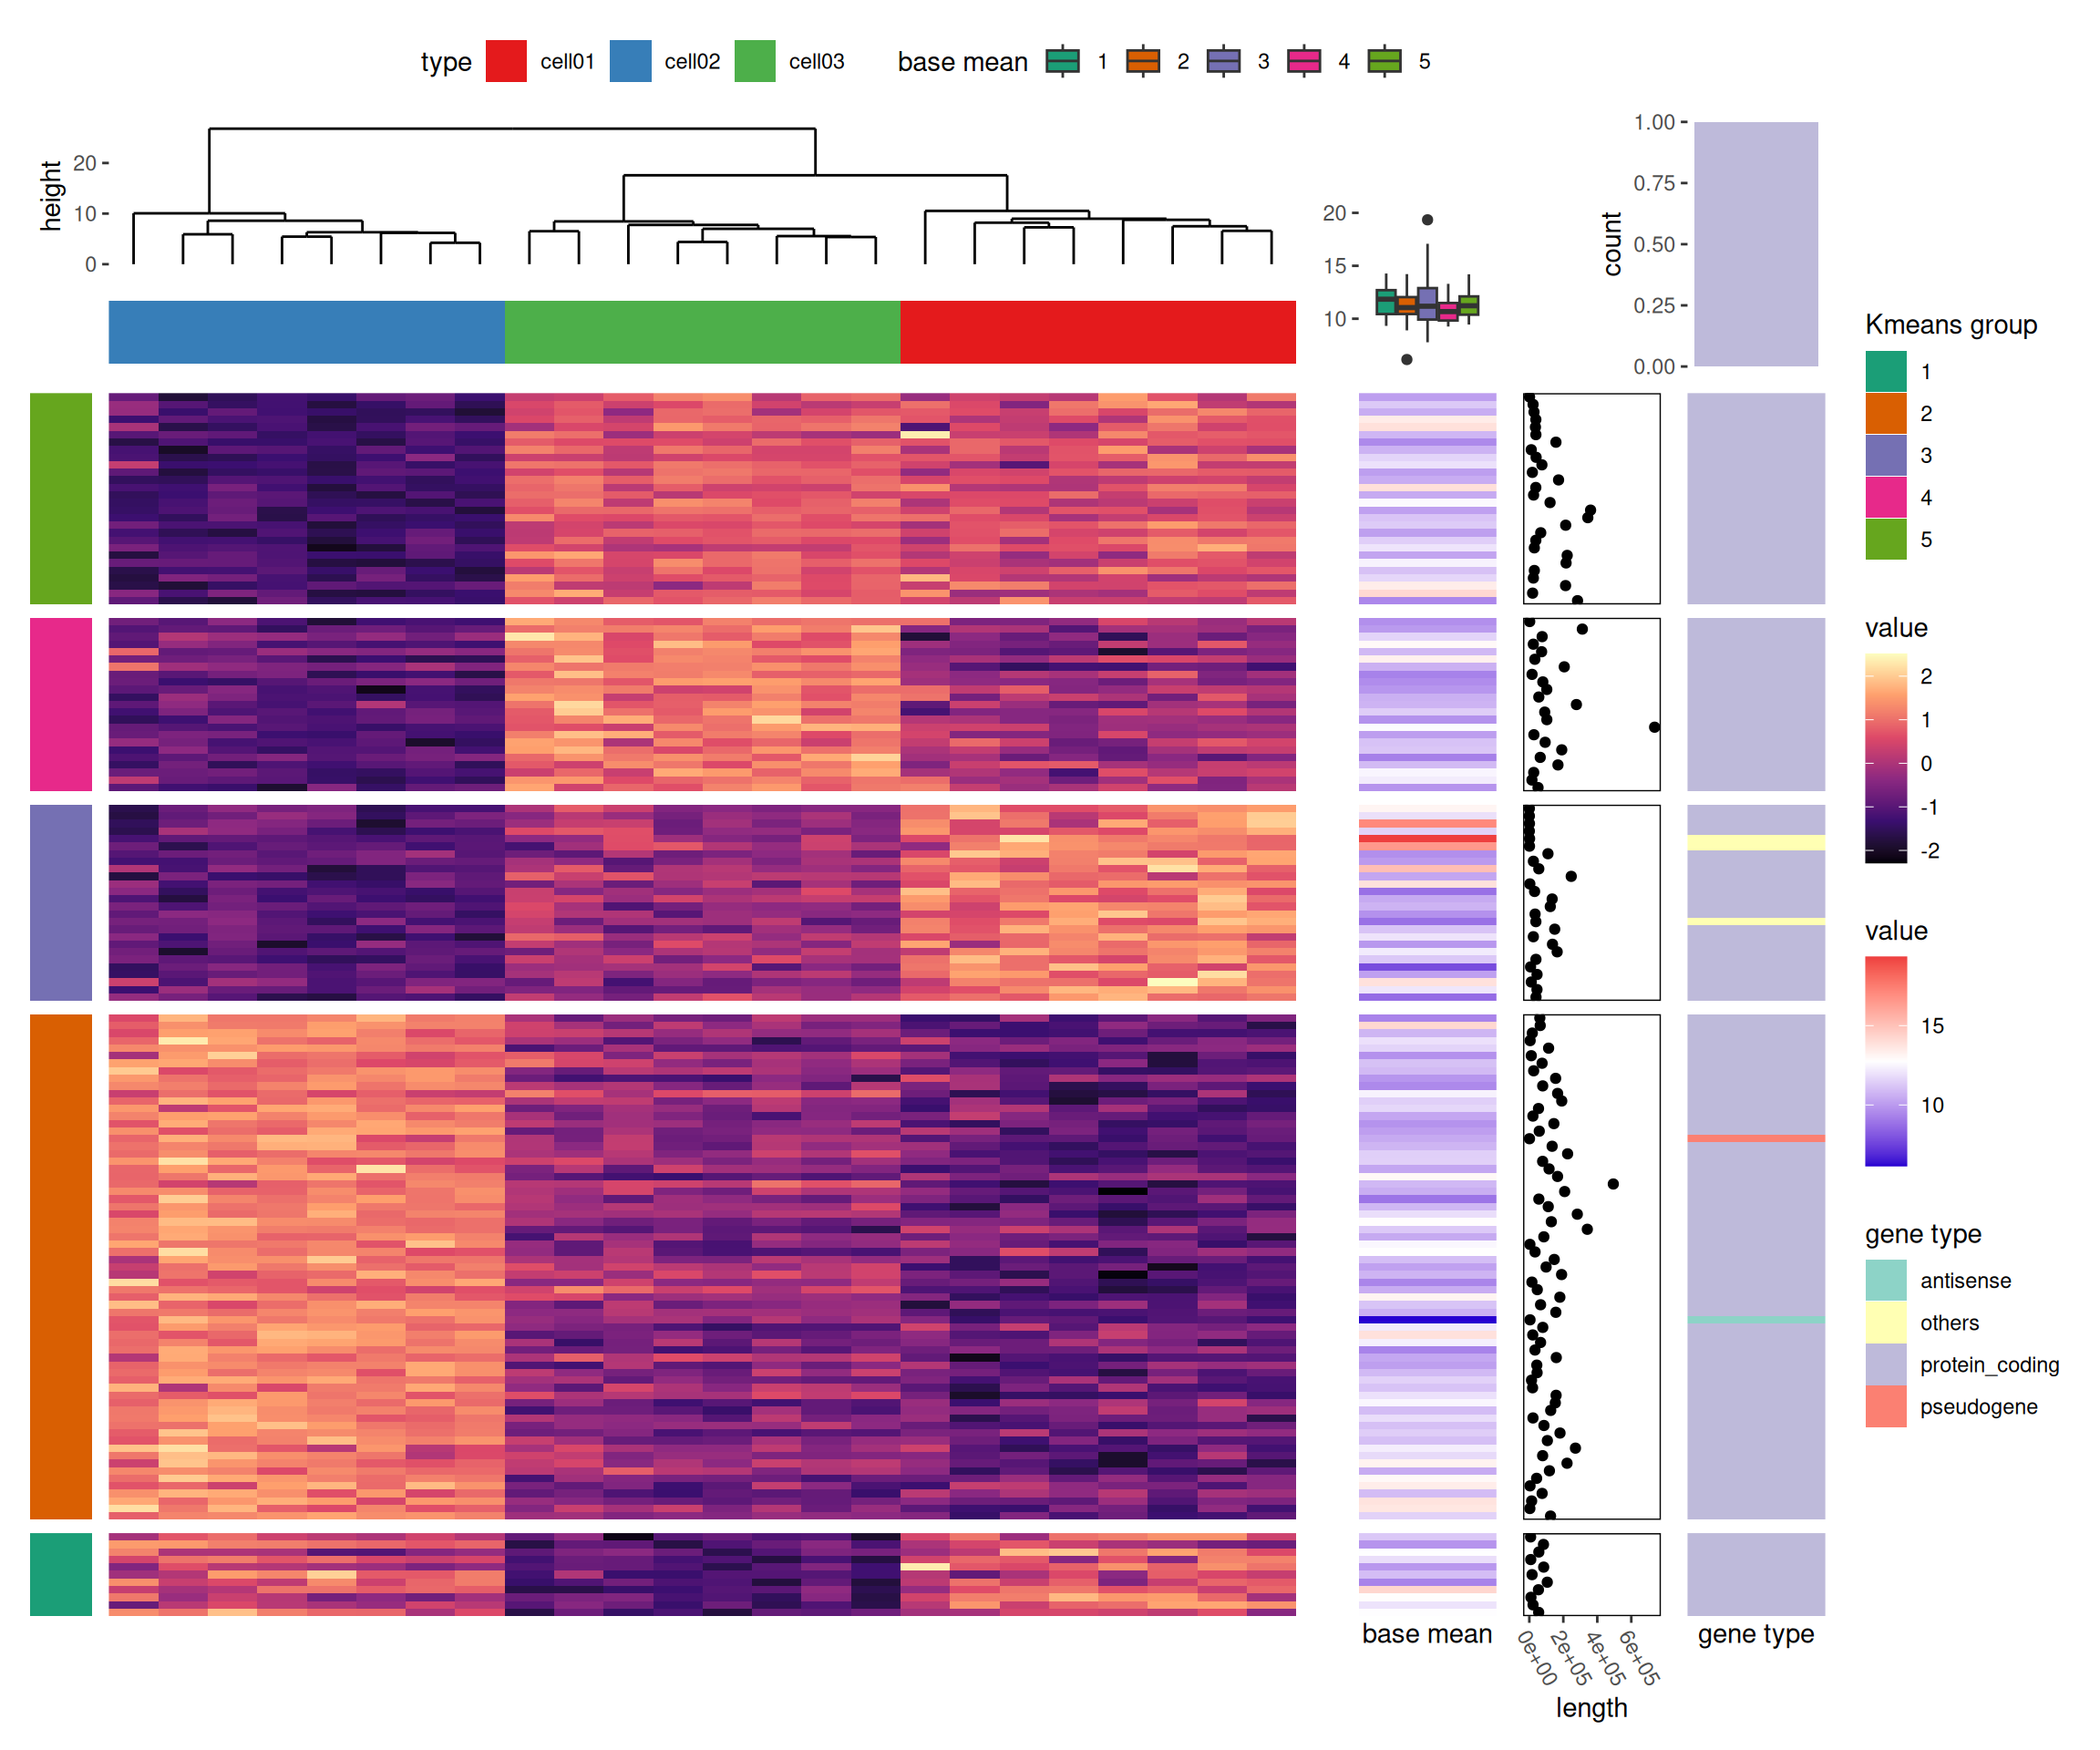 type cell01 cell02 cell03 base mean 1 2 3 4 5
height
20
10
0
20
15
10
count
1.00
0.75
0.50
0.25
0.00
Kmeans group
1
2
3
4
5
value
2
1
0
-1
-2
value
15
10
gene type
antisense
others
protein_coding
pseudogene
base mean
0e+00 2e+05 4e+05 6e+05
length
gene type